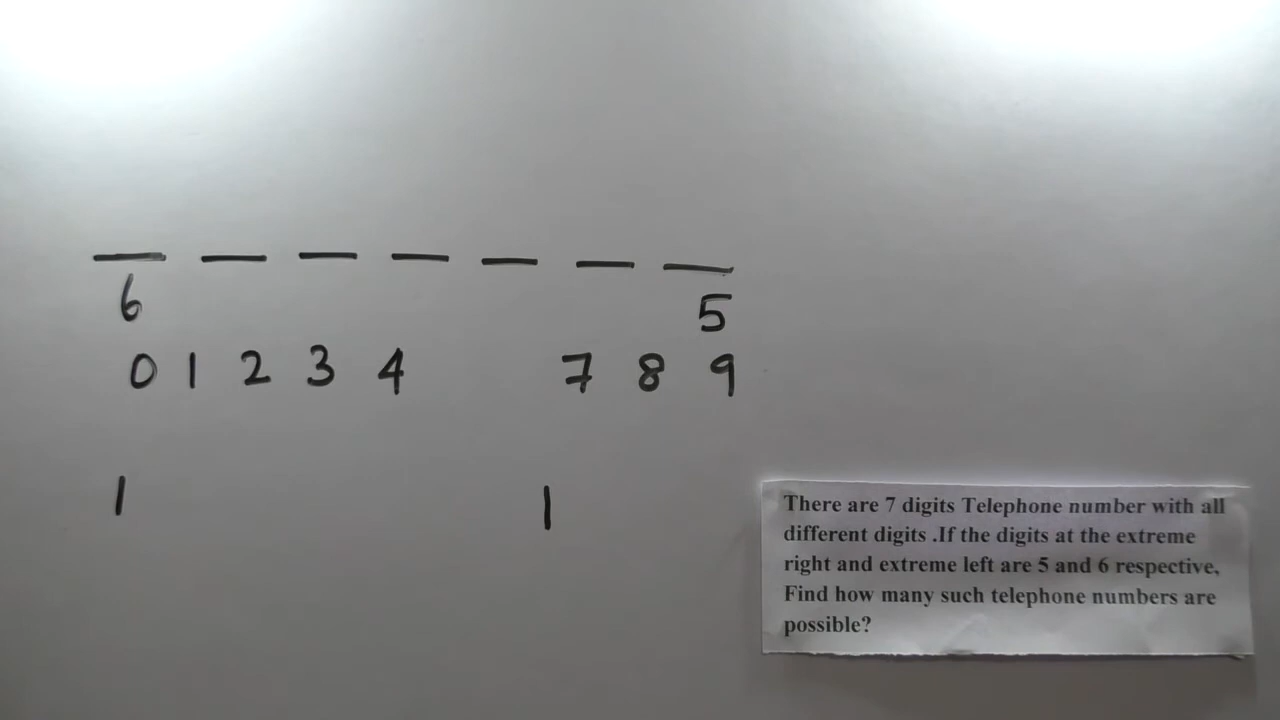 6 5
0 1 2 3 4 7 8 9
1 1
There are 7 digits Telephone number with all
different digits .If the digits at the extreme
right and extreme left are 5 and 6 respective,
Find how many such telephone numbers are
possible?